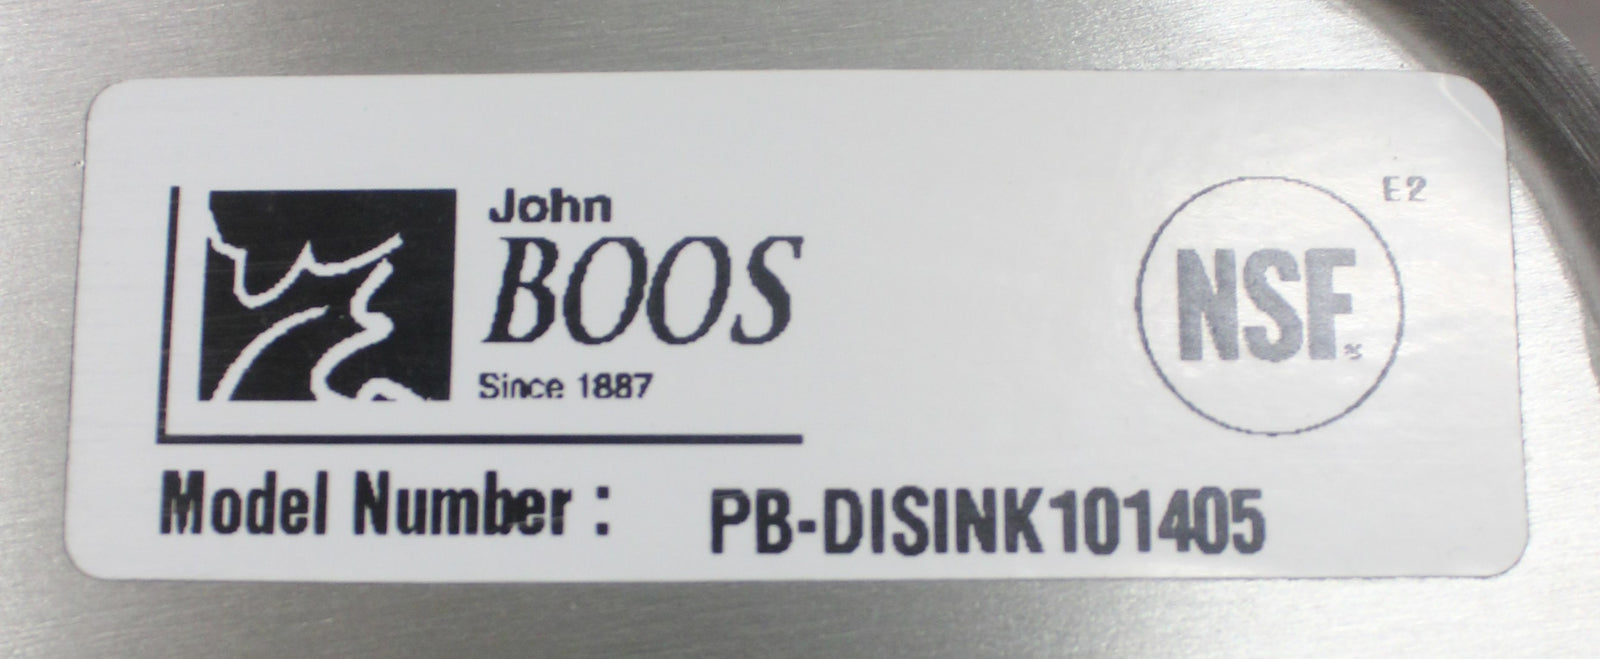 John
BOOS
Since 1887
E2
NSF®
Model Number : PB-DISINK101405